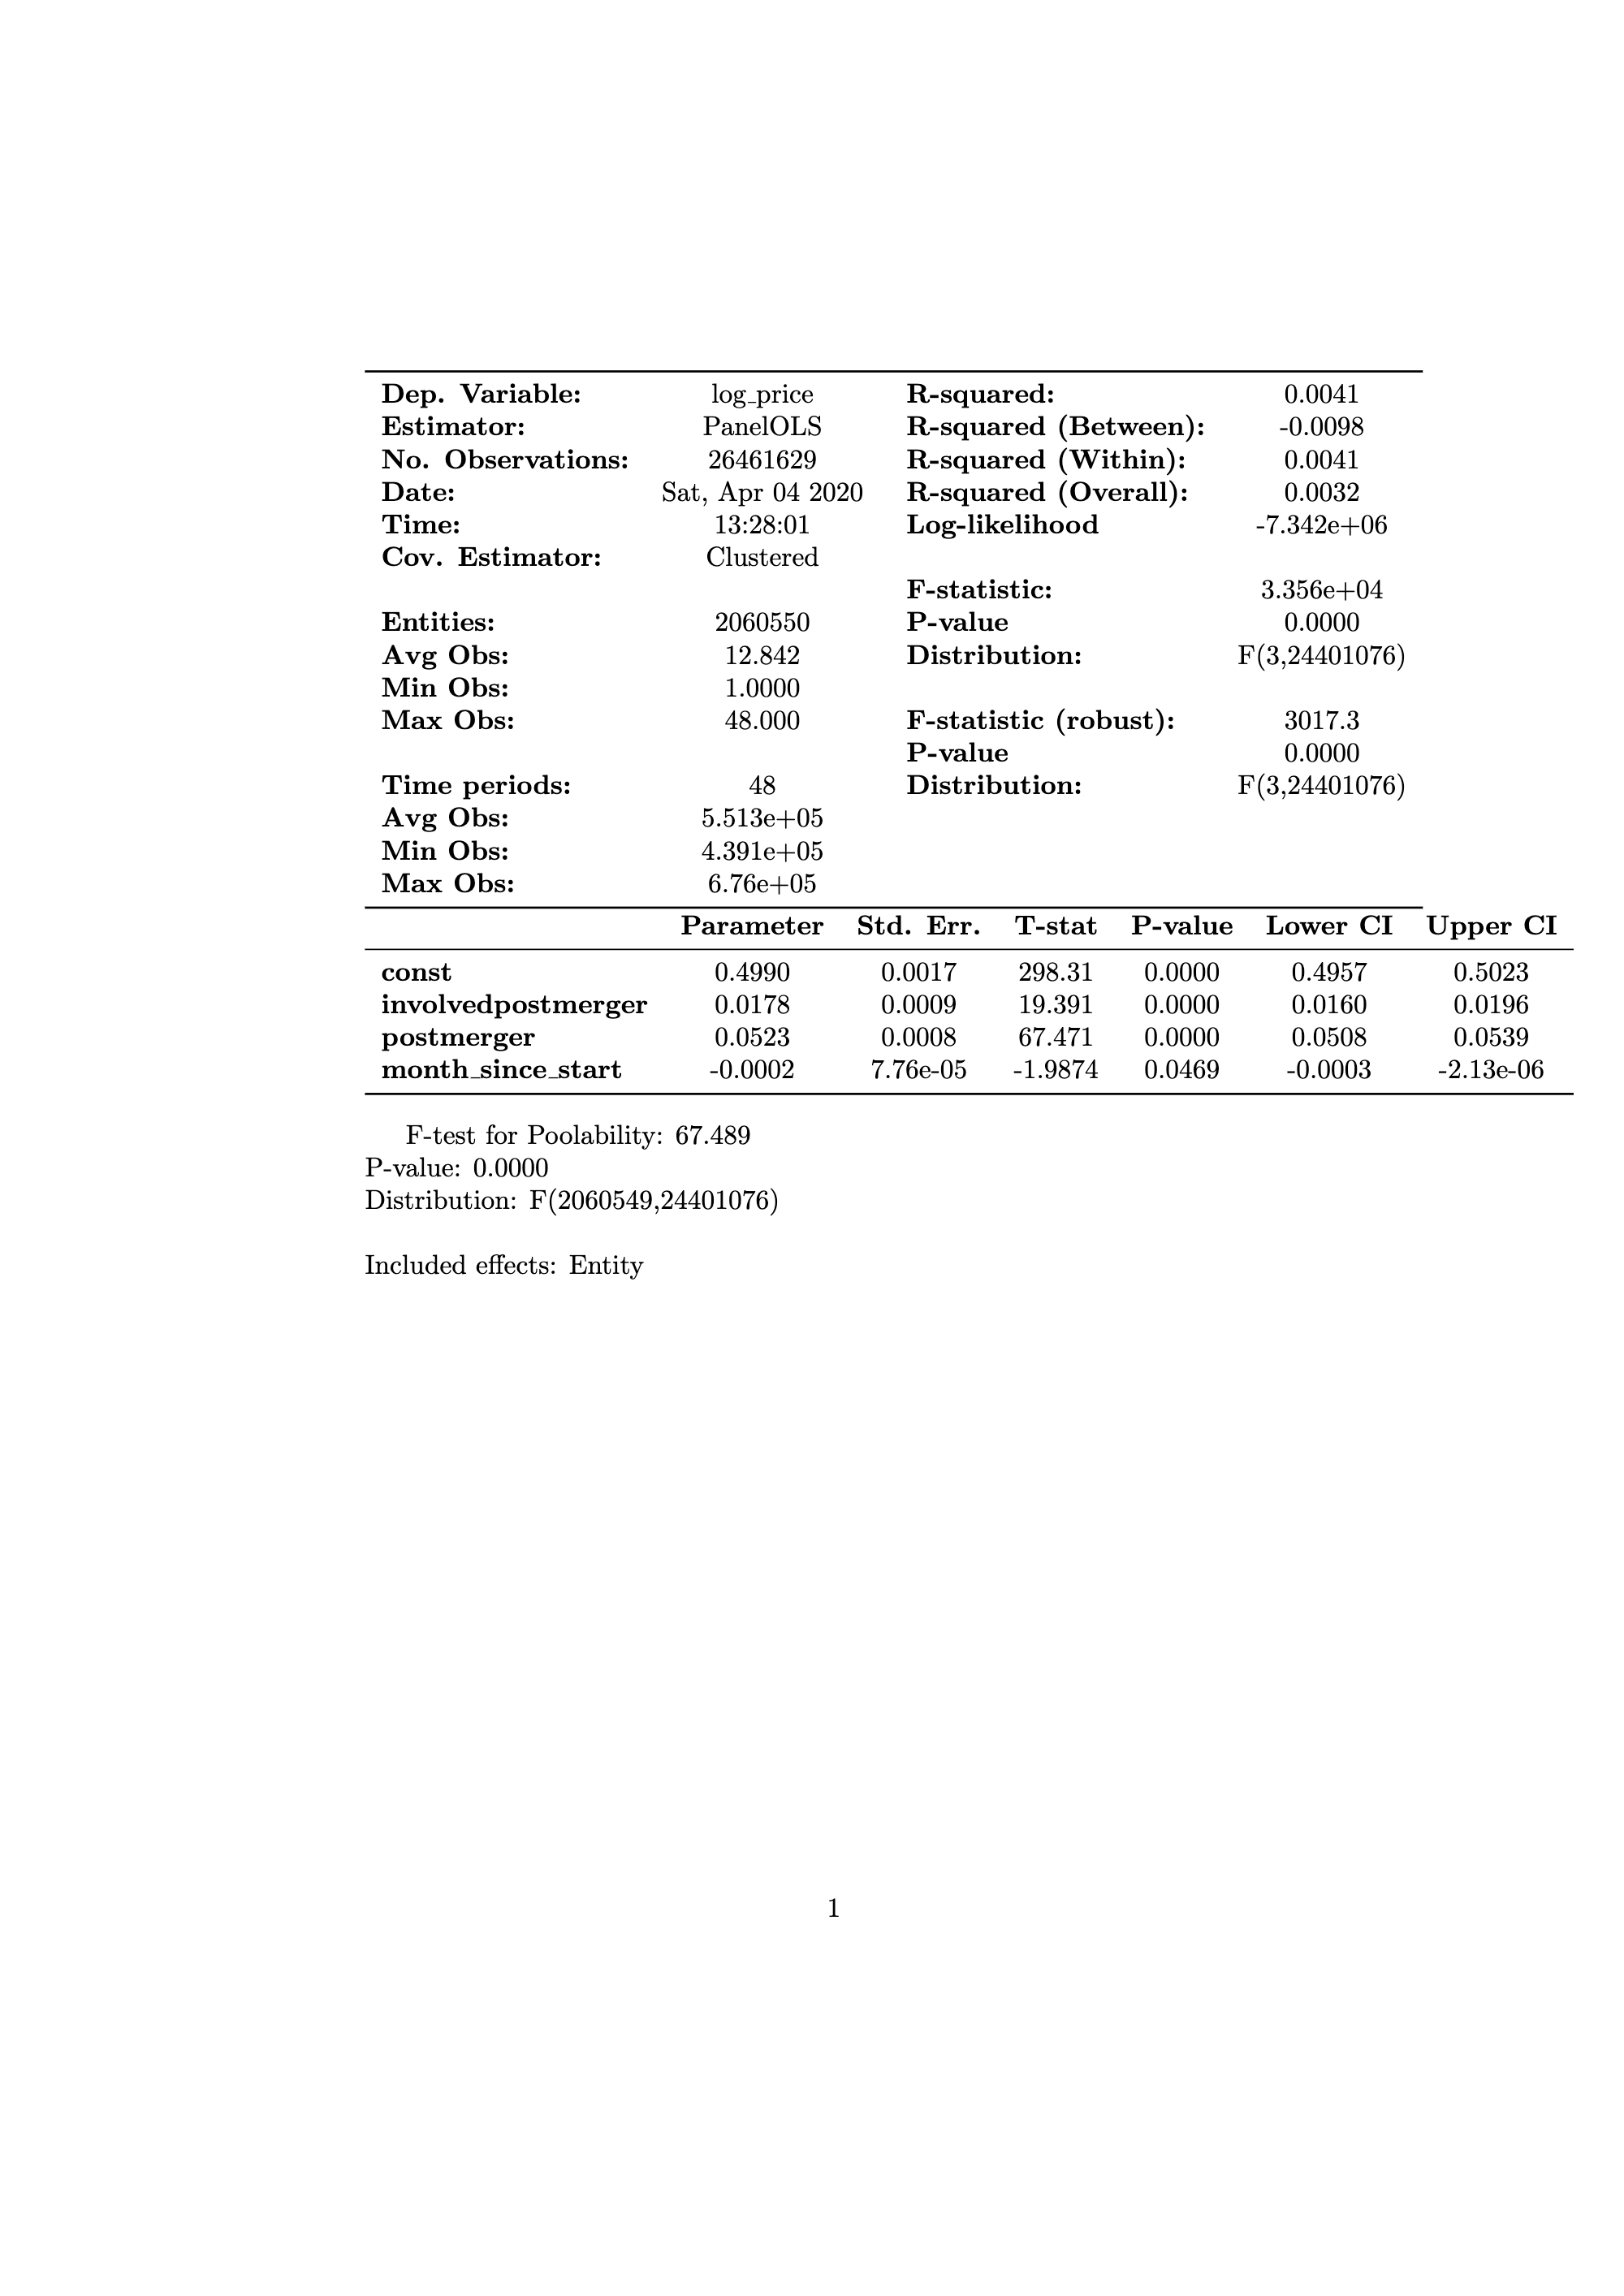 Dep. Variable: log_price R-squared: 0.0041
Estimator: PanelOLS R-squared (Between): -0.0098
No. Observations: 26461629 R-squared (Within): 0.0041
Date: Sat, Apr 04 2020 R-squared (Overall): 0.0032
Time: 13:28:01 Log-likelihood -7.342e+06
Cov. Estimator: Clustered
F-statistic: 3.356e+04
Entities: 2060550 P-value 0.0000
Avg Obs: 12.842 Distribution: F(3,24401076)
Min Obs: 1.0000
Max Obs: 48.000 F-statistic (robust): 3017.3
P-value 0.0000
Time periods: 48 Distribution: F(3,24401076)
Avg Obs: 5.513e+05
Min Obs: 4.391e+05
Max Obs: 6.76e+05
Parameter Std. Err. T-stat P-value Lower CI Upper CI
const 0.4990 0.0017 298.31 0.0000 0.4957 0.5023
involvedpostmerger 0.0178 0.0009 19.391 0.0000 0.0160 0.0196
postmerger 0.0523 0.0008 67.471 0.0000 0.0508 0.0539
month_since_start -0.0002 7.76e-05 -1.9874 0.0469 -0.0003 -2.13e-06
F-test for Poolability: 67.489
P-value: 0.0000
Distribution: F(2060549,24401076)
Included effects: Entity
1